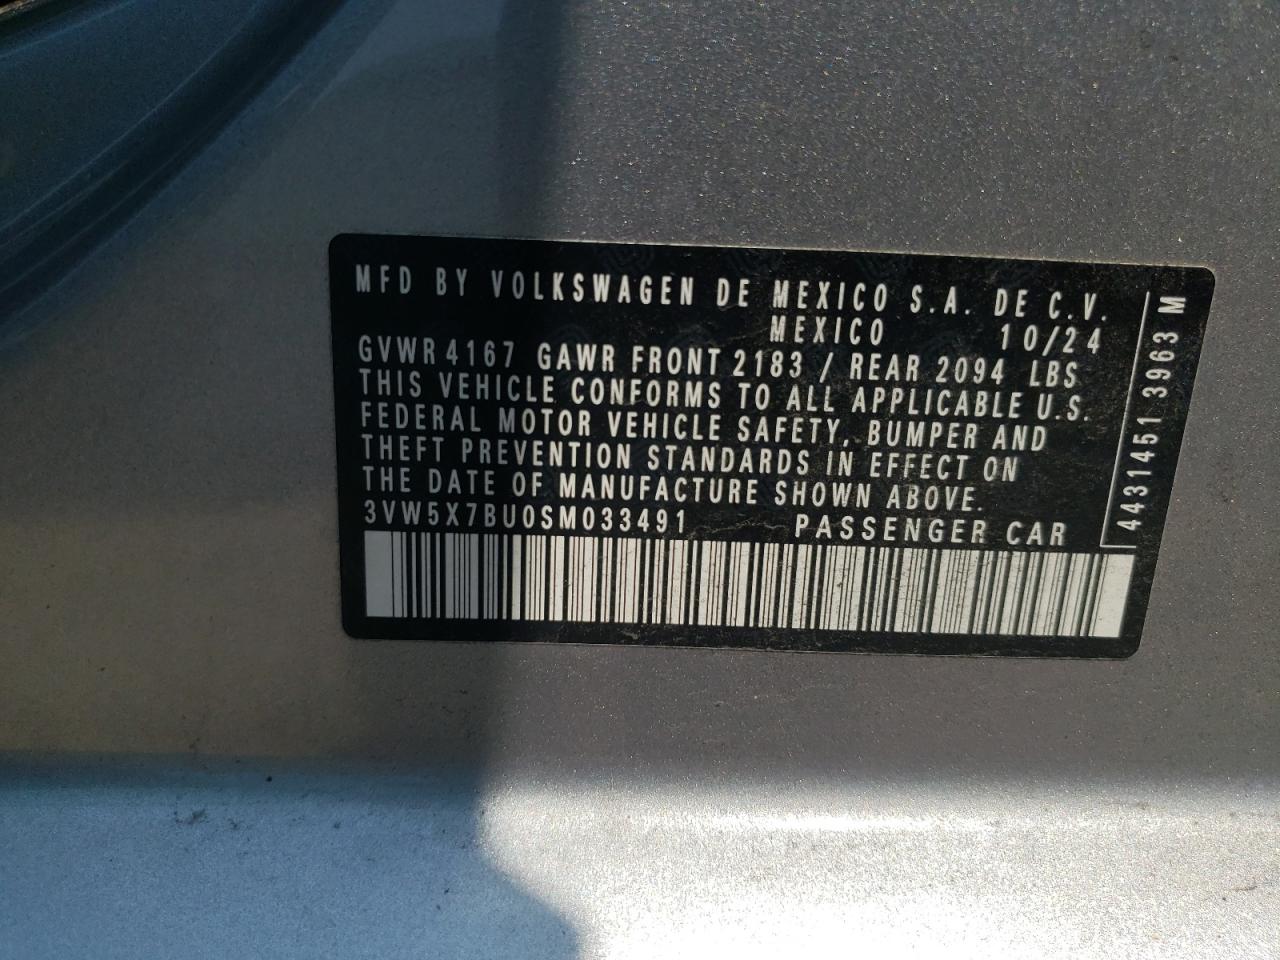 MFD BY VOLKSWAGEN DE MEXICO S.A. DE C.V.
MEXICO 10/24
GVWR 4167 GAWR FRONT 2183 / REAR 2094 LBS
THIS VEHICLE CONFORMS TO ALL APPLICABLE U.S.
FEDERAL MOTOR VEHICLE SAFETY, BUMPER AND
THEFT PREVENTION STANDARDS IN EFFECT ON
THE DATE OF MANUFACTURE SHOWN ABOVE.
3VW5X7BU0SM033491 PASSENGER CAR
4431451 3963 M